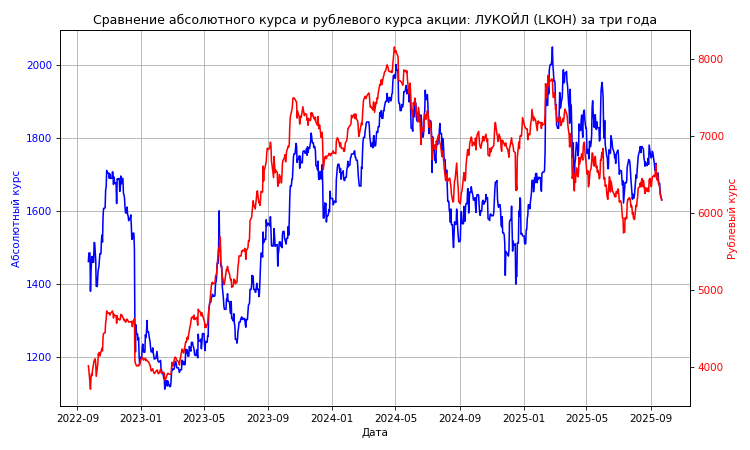 Сравнение абсолютного курса и рублевого курса акции: ЛУКОЙЛ (LKOH) за три года
2000
1800
1600
1400
1200
Абсолютный курс
8000
7000
6000
5000
4000
Рублевый курс
2022-09 2023-01 2023-05 2023-09 2024-01 2024-05 2024-09 2025-01 2025-05 2025-09
Дата